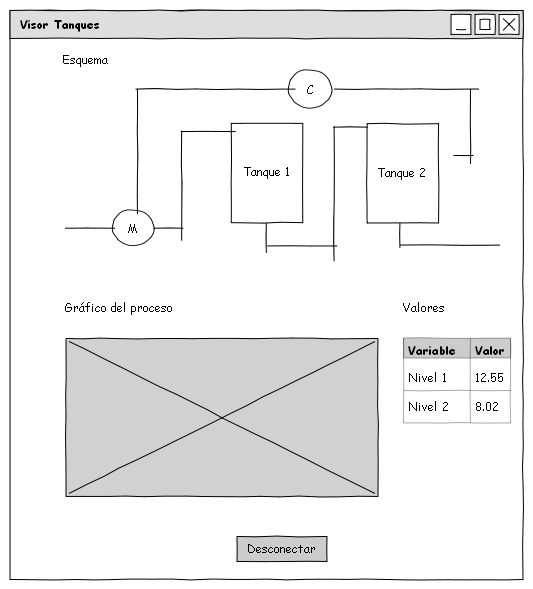 Visor Tanques
Esquema
C
Tanque 1
Tanque 2
M
Gráfico del proceso
Valores
Variable Valor
Nivel 1 12.55
Nivel 2 8.02
Desconectar